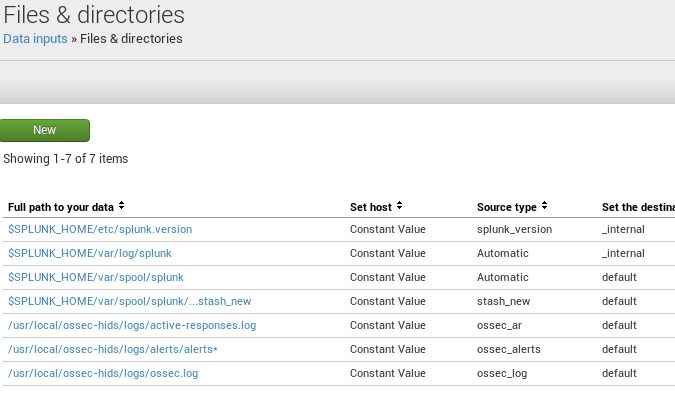 Files & directories
Data inputs » Files & directories
New
Showing 1-7 of 7 items
Full path to your data Set host Source type Set the destina
$SPLUNK_HOME/etc/splunk.version Constant Value splunk_version _internal
$SPLUNK_HOME/var/log/splunk Constant Value Automatic _internal
$SPLUNK_HOME/var/spool/splunk Constant Value Automatic default
$SPLUNK_HOME/var/spool/splunk/...stash_new Constant Value stash_new default
/usr/local/ossec-hids/logs/active-responses.log Constant Value ossec_ar default
/usr/local/ossec-hids/logs/alerts/alerts* Constant Value ossec_alerts default
/usr/local/ossec-hids/logs/ossec.log Constant Value ossec_log default